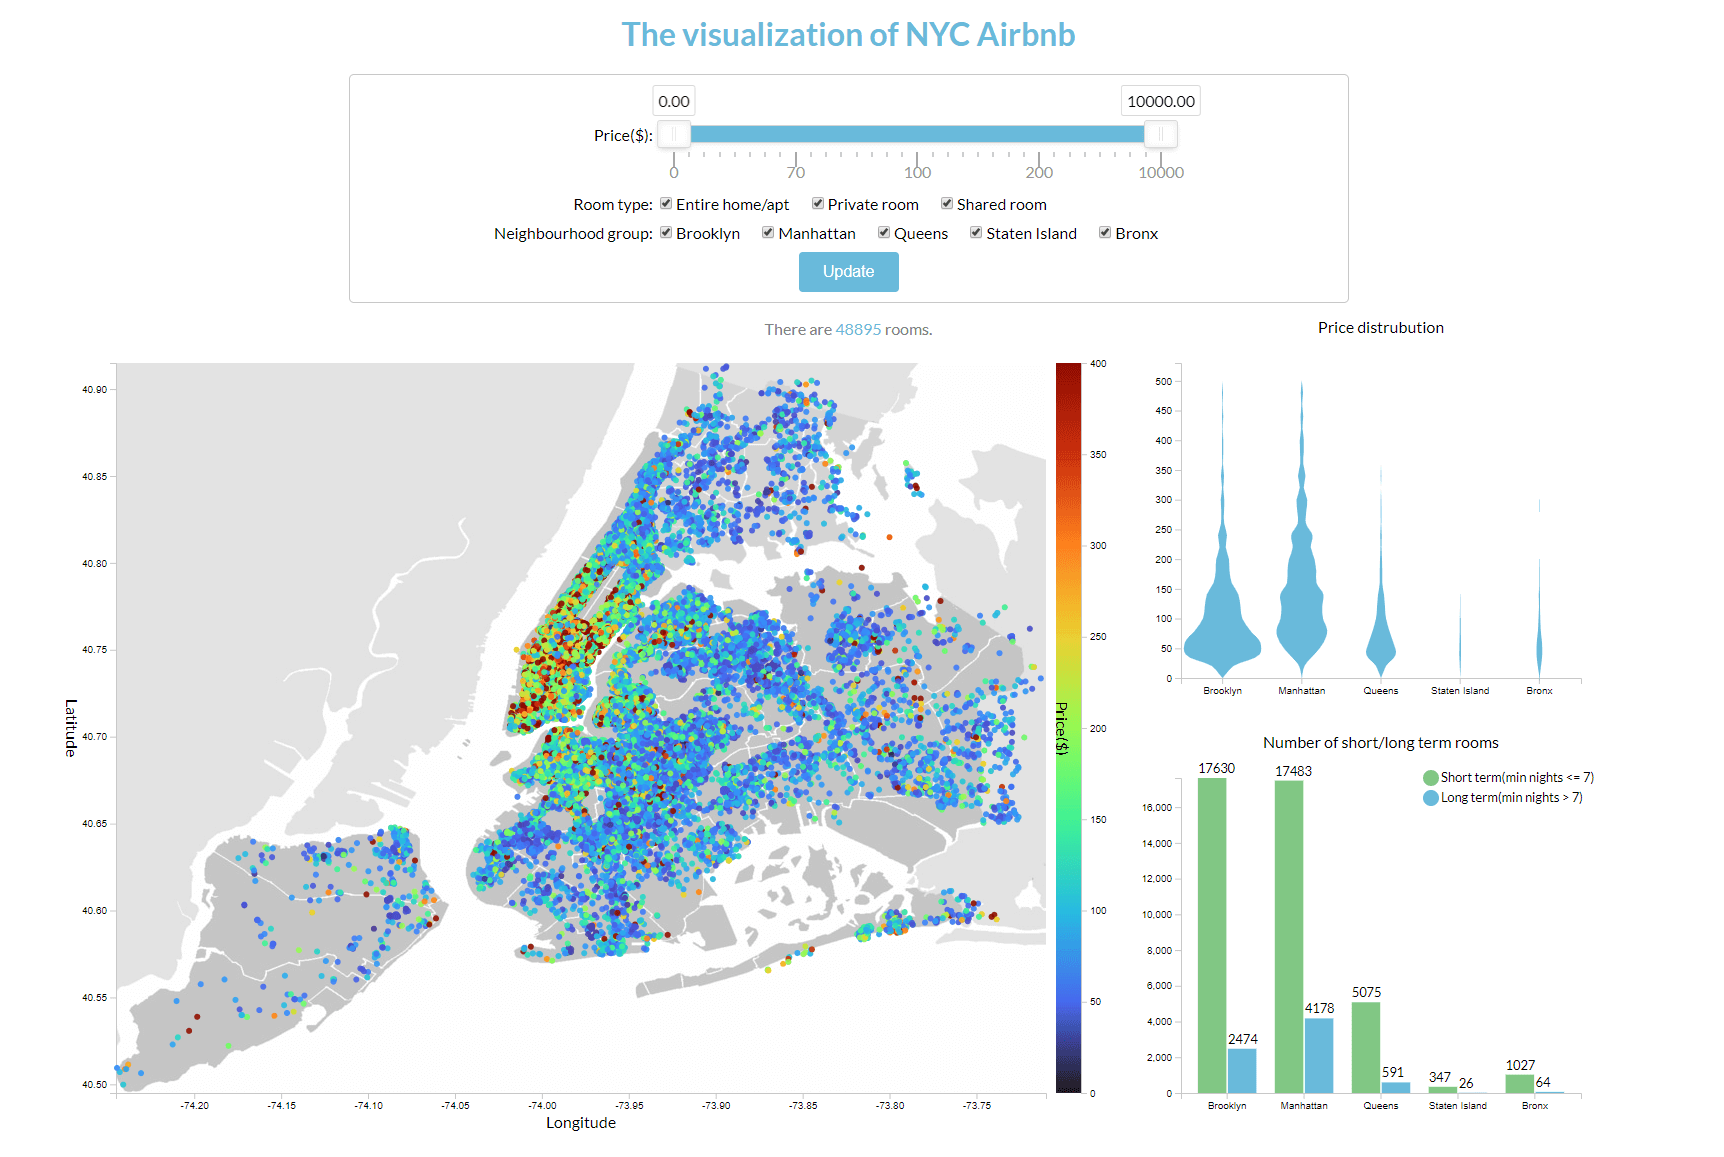 The visualization of NYC Airbnb
0.00 10000.00
Price($):
0 70 100 200 10000
Room type: Entire home/apt Private room Shared room
Neighbourhood group: Brooklyn Manhattan Queens Staten Island Bronx
Update
There are 48895 rooms.
40.90
40.85
40.80
40.75
40.70
40.65
40.60
40.55
40.50
Latitude
-74.20 -74.15 -74.10 -74.05 -74.00 -73.95 -73.90 -73.85 -73.80 -73.75
Longitude
400
350
300
250
200
150
100
50
0
Price($)
Price distrubution
500
450
400
350
300
250
200
150
100
50
0
Brooklyn Manhattan Queens Staten Island Bronx
Number of short/long term rooms
Short term(min nights <= 7)
Long term(min nights > 7)
16,000
14,000
12,000
10,000
8,000
6,000
4,000
2,000
0
17630 17483 5075 347 1027
2474 4178 591 26 64
Brooklyn Manhattan Queens Staten Island Bronx